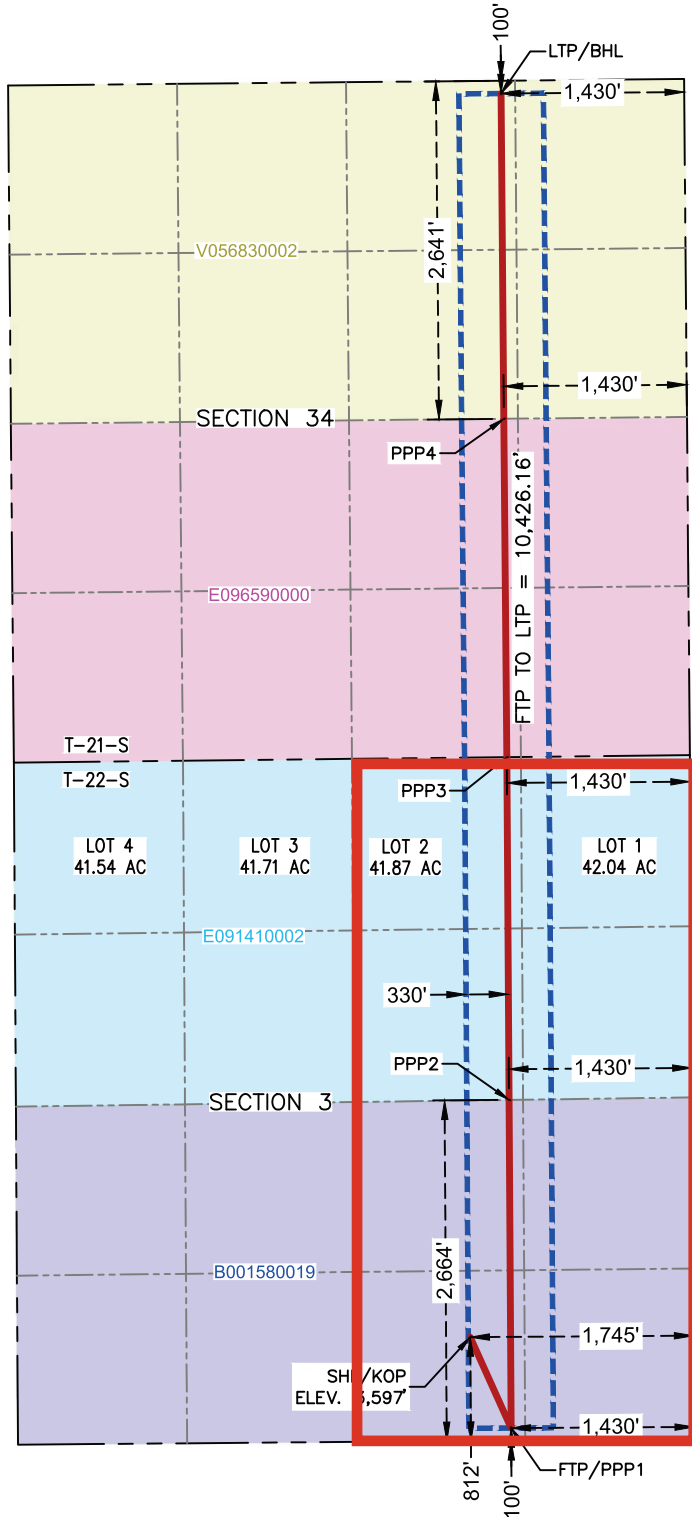 100'
LTP/BHL
1,430'
V056830002
2,641'
1,430'
SECTION 34
PPP4
FTP TO LTP = 10,426.16'
E096590000
T-21-S
T-22-S
PPP3
1,430'
LOT 4
41.54 AC
LOT 3
41.71 AC
LOT 2
41.87 AC
LOT 1
42.04 AC
E091410002
330'
PPP2
1,430'
SECTION 3
2,664'
B001580019
1,745'
ELEV.
1,430'
812'
100'
FTP/PPP1